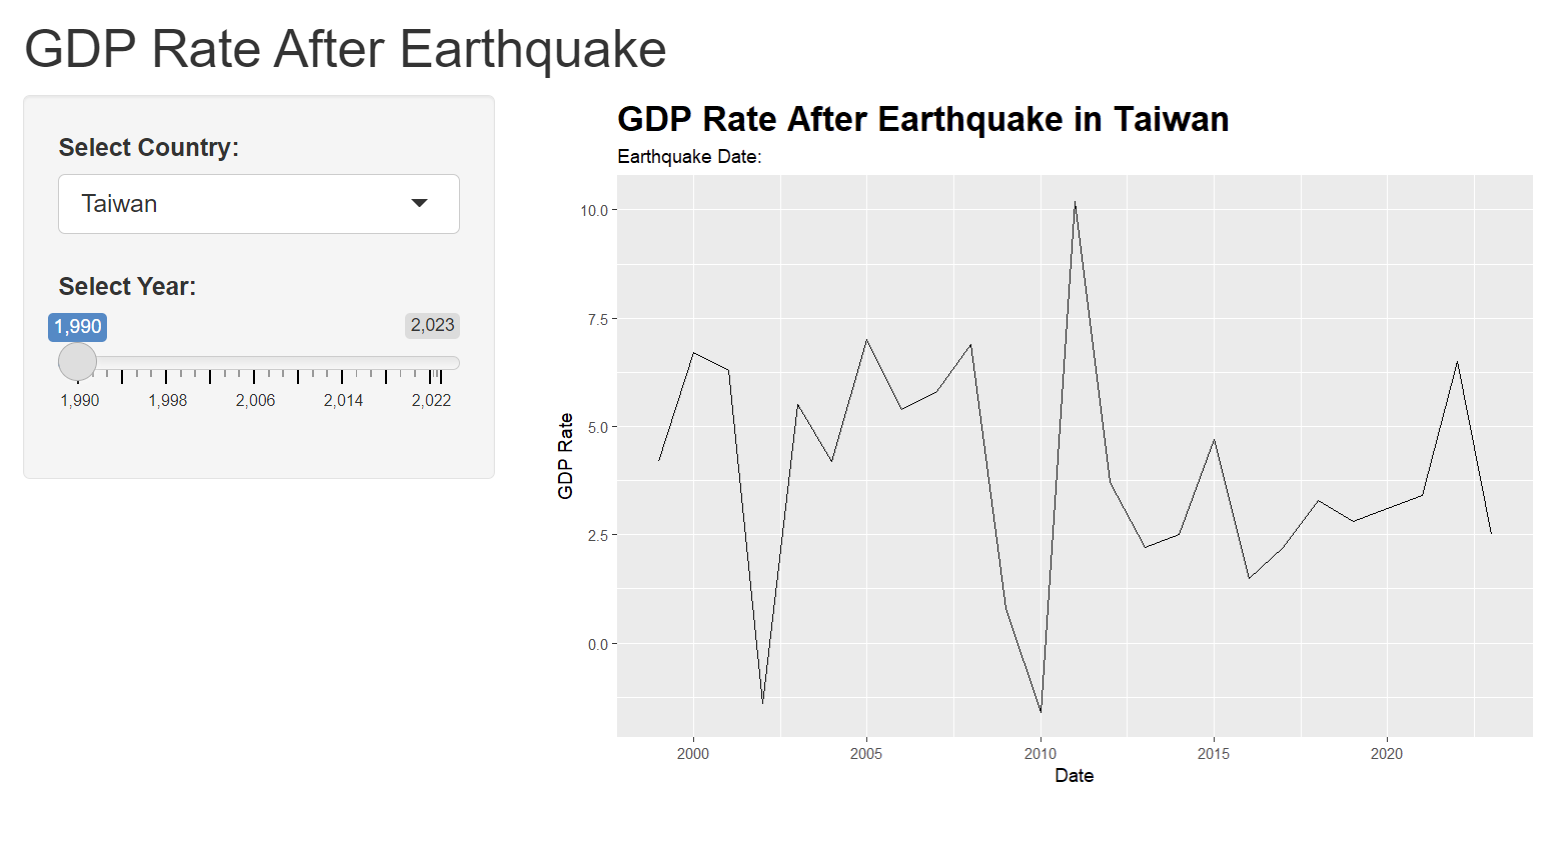 GDP Rate After Earthquake
Select Country:
Taiwan
Select Year:
1,990 2,023
1,990 1,998 2,006 2,014 2,022
GDP Rate After Earthquake in Taiwan
Earthquake Date:
10.0
7.5
5.0
2.5
0.0
GDP Rate
2000 2005 2010 2015 2020
Date